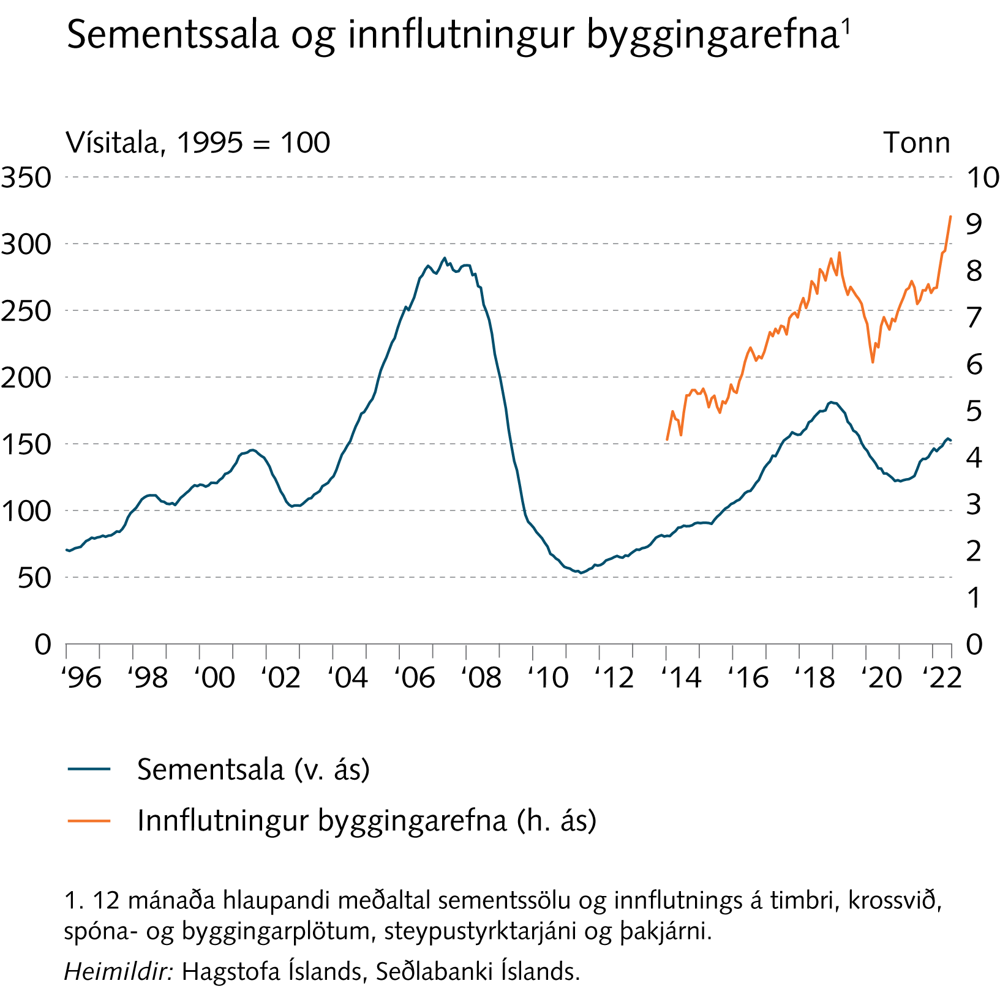 Sementssala og innflutningur byggingarefna¹
Vísitala, 1995 = 100
Tonn
350
300
250
200
150
100
50
0
10
9
8
7
6
5
4
3
2
1
0
‘96 ‘98 ‘00 ‘02 ‘04 ‘06 ‘08 ‘10 ‘12 ‘14 ‘16 ‘18 ‘20 ‘22
Sementsala (v. ás)
Innflutningur byggingarefna (h. ás)
1. 12 mánaða hlaupandi meðaltal sementssölu og innflutnings á timbri, krossvið,
spóna- og byggingarplötum, steypustyrktarjáni og þakjárni.
Heimildir: Hagstofa Íslands, Seðlabanki Íslands.